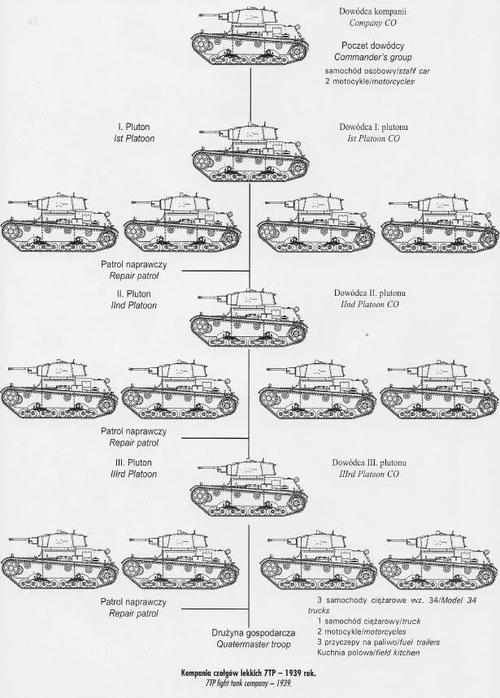 Dowódca kompanii
Company CO
Poczet dowódcy
Commander's group
samochód osobowy/staff car
2 motocykle/motorcycles
I. Pluton
Ist Platoon
Dowódca I. plutonu
Ist Platoon CO
Patrol naprawczy
Repair patrol
II. Pluton
IInd Platoon
Dowódca II. plutonu
IInd Platoon CO
Patrol naprawczy
Repair patrol
III. Pluton
IIIrd Platoon
Dowódca III. plutonu
IIIrd Platoon CO
Patrol naprawczy
Repair patrol
Drużyna gospodarcza
Quatermaster troop
3 samochody ciężarowe wz. 34/Model 34
trucks
1 samochód ciężarowy/truck
2 motocykle/motorcycles
3 przyczepy na paliwo/fuel trailers
Kuchnia polowa/field kitchen
Kompania czołgów lekkich 7TP – 1939 rok.
7TP light tank company – 1939.